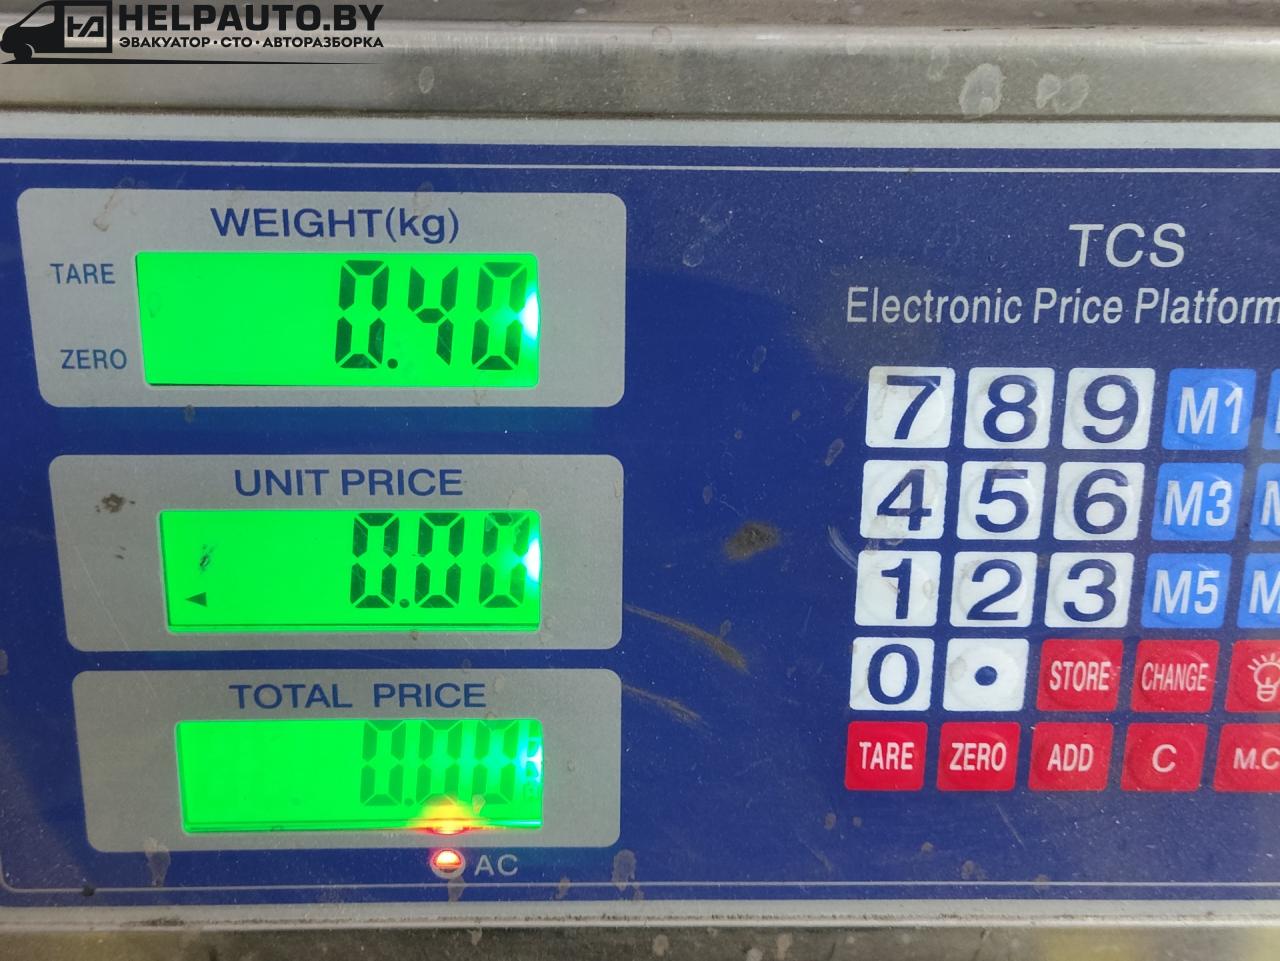 HELPAUTO.BY
ЭВАКУАТОР · СТО · АВТОРАЗБОРКА
WEIGHT(kg)
TARE
0.40
ZERO
UNIT PRICE
0.00
TOTAL PRICE
0.00
AC
TCS
Electronic Price Platform
7 8 9 M1
4 5 6 M3
1 2 3 M5
0 . STORE CHANGE
TARE ZERO ADD C M.C